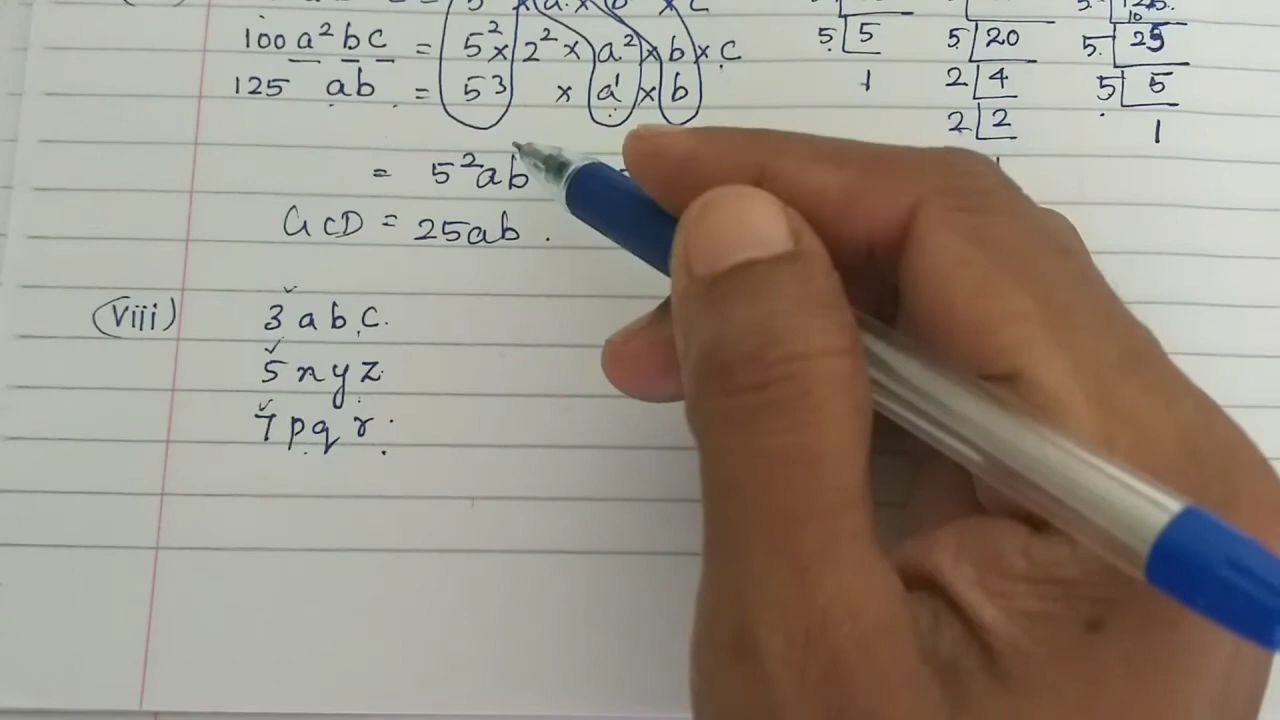 100 a²bc = 5² × 2² × a² × b × c
125 ab = 5³ × a¹ × b
= 5²ab
GCD = 25ab.
(viii) 3abc.
5xyz
7pqr.
5 5
1
5 20
2 4
2 2
5 25
5 5
1